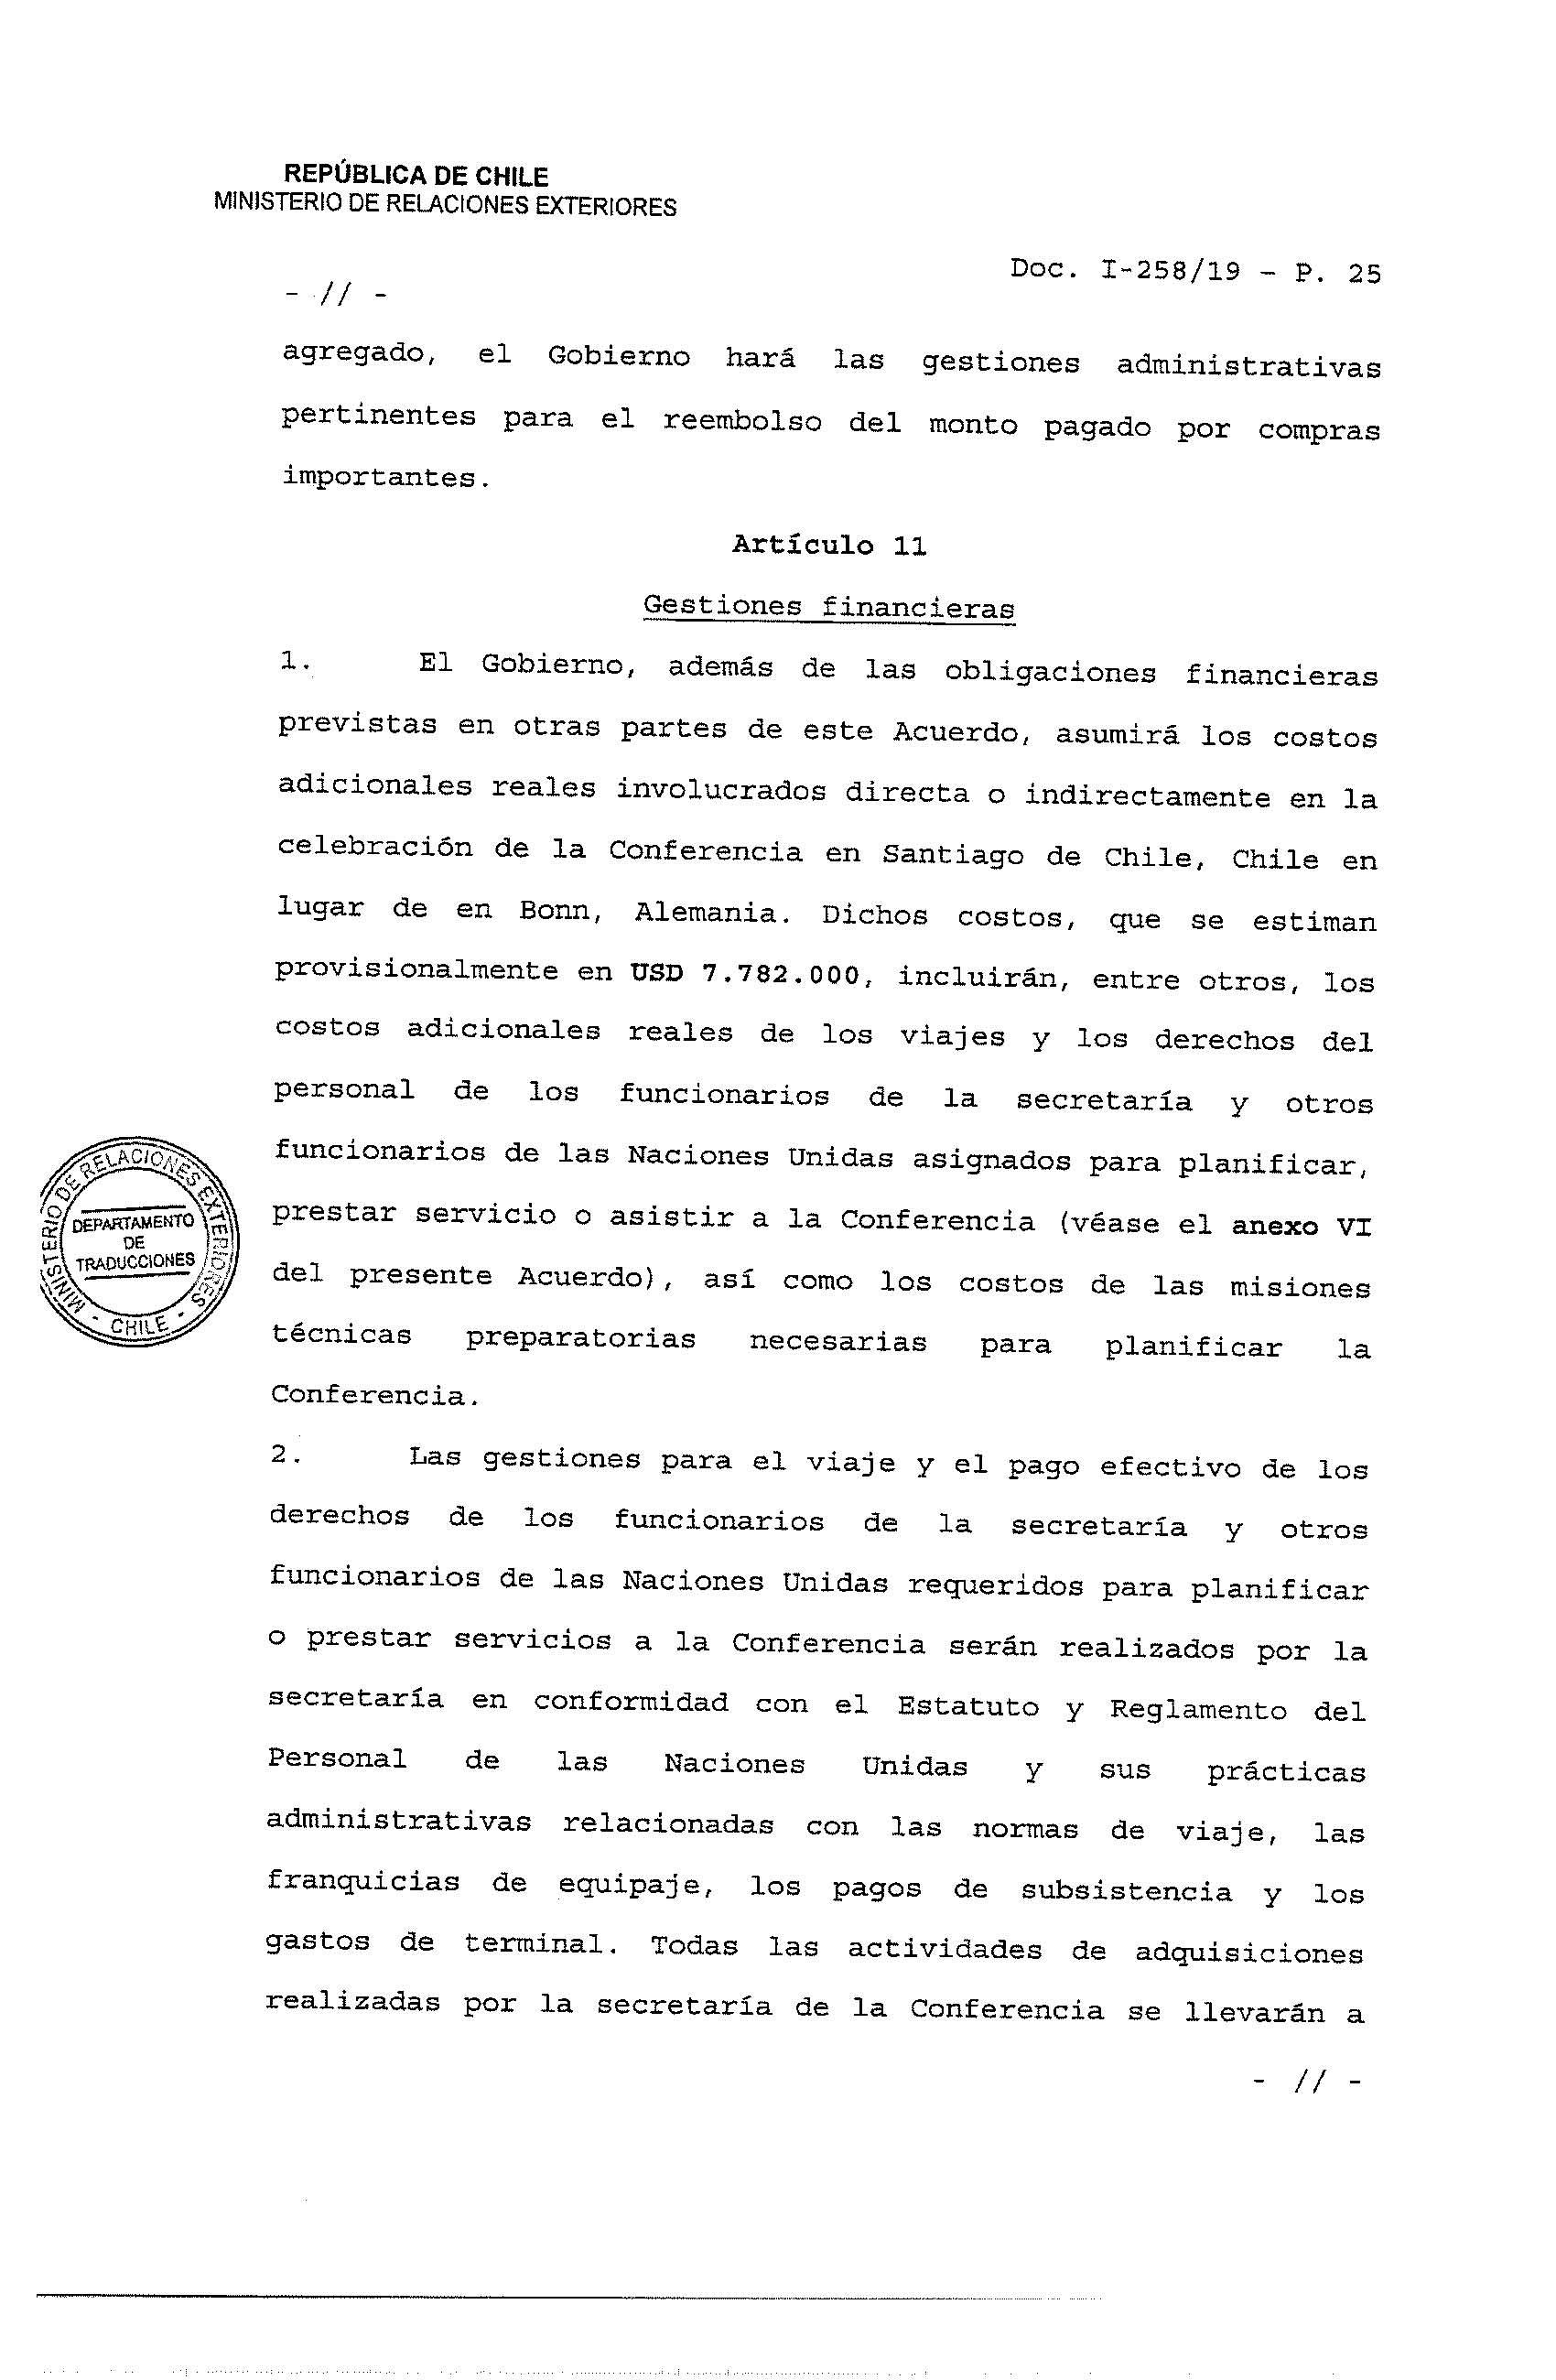 REPÚBLICA DE CHILE
MINISTERIO DE RELACIONES EXTERIORES
Doc. I-258/19 - P. 25
- // -
agregado, el Gobierno hará las gestiones administrativas
pertinentes para el reembolso del monto pagado por compras
importantes.
Artículo 11
Gestiones financieras
1. El Gobierno, además de las obligaciones financieras
previstas en otras partes de este Acuerdo, asumirá los costos
adicionales reales involucrados directa o indirectamente en la
celebración de la Conferencia en Santiago de Chile, Chile en
lugar de en Bonn, Alemania. Dichos costos, que se estiman
provisionalmente en USD 7.782.000, incluirán, entre otros, los
costos adicionales reales de los viajes y los derechos del
personal de los funcionarios de la secretaría y otros
funcionarios de las Naciones Unidas asignados para planificar,
prestar servicio o asistir a la Conferencia (véase el anexo VI
del presente Acuerdo), así como los costos de las misiones
técnicas preparatorias necesarias para planificar la
Conferencia.
MINISTERIO DE RELACIONES EXTERIORES
DEPARTAMENTO
DE
TRADUCCIONES
- CHILE -
2. Las gestiones para el viaje y el pago efectivo de los
derechos de los funcionarios de la secretaría y otros
funcionarios de las Naciones Unidas requeridos para planificar
o prestar servicios a la Conferencia serán realizados por la
secretaría en conformidad con el Estatuto y Reglamento del
Personal de las Naciones Unidas y sus prácticas
administrativas relacionadas con las normas de viaje, las
franquicias de equipaje, los pagos de subsistencia y los
gastos de terminal. Todas las actividades de adquisiciones
realizadas por la secretaría de la Conferencia se llevarán a
- // -